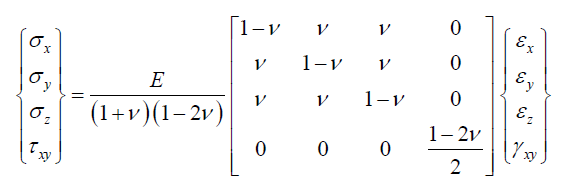 σx 1−ν ν ν 0 εx
σy = E ν 1−ν ν 0 εy
σz (1+ν)(1−2ν) ν ν 1−ν 0 εz
τxy 0 0 0 1−2ν γxy
2